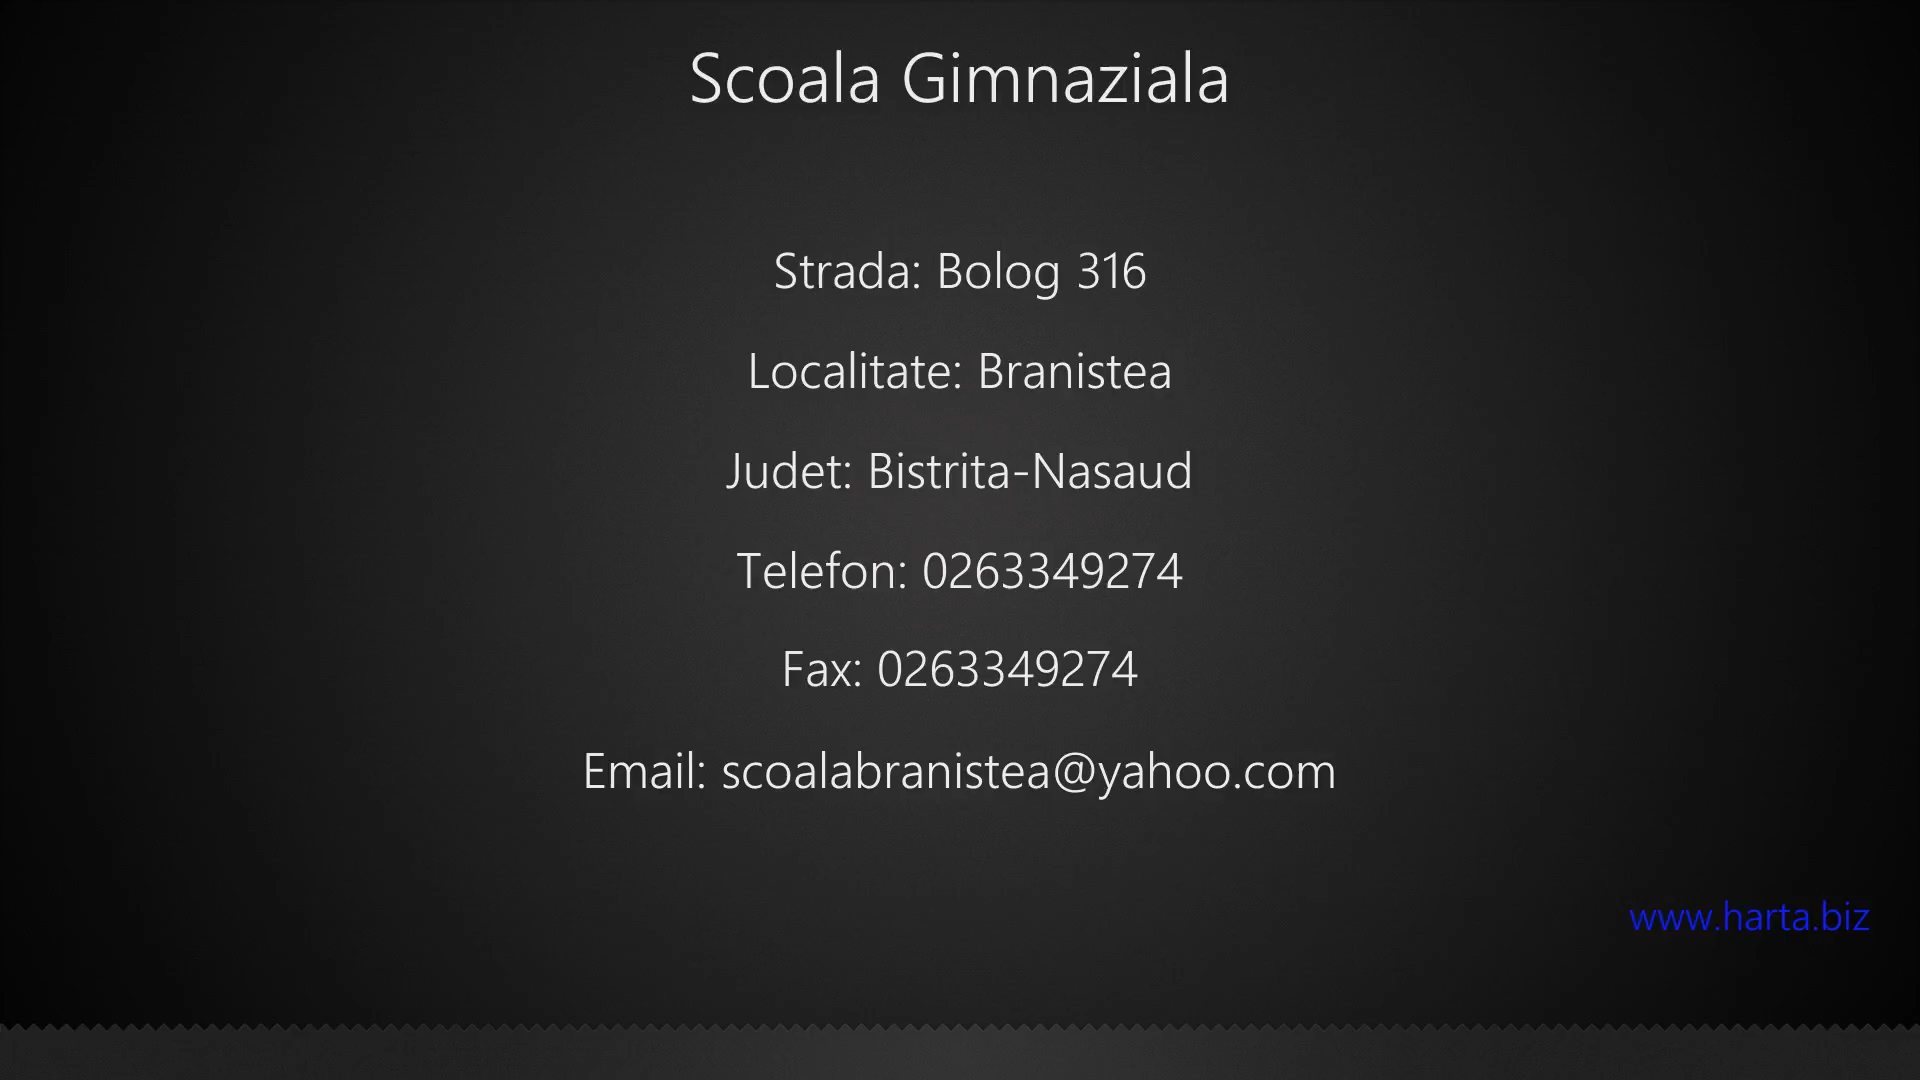 Scoala Gimnaziala
Strada: Bolog 316
Localitate: Branistea
Judet: Bistrita-Nasaud
Telefon: 0263349274
Fax: 0263349274
Email: scoalabranistea@yahoo.com
www.harta.biz